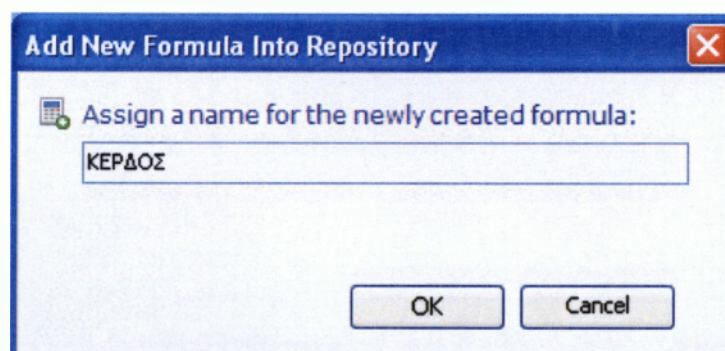 Add New Formula Into Repository
Assign a name for the newly created formula:
ΚΕΡΔΟΣ
OK
Cancel